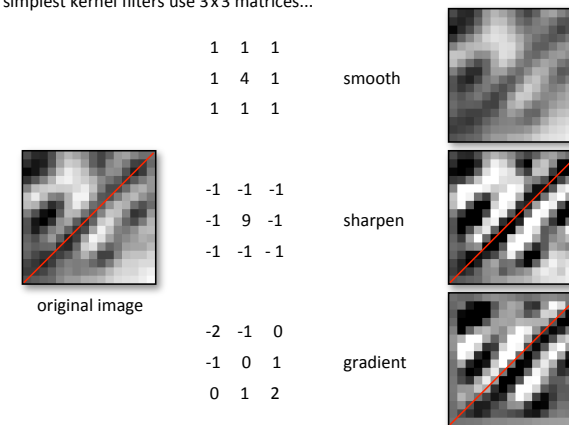 simplest kernel filters use 3x3 matrices...
1 1 1
1 4 1 smooth
1 1 1
-1 -1 -1
-1 9 -1 sharpen
-1 -1 - 1
original image
-2 -1 0
-1 0 1 gradient
0 1 2